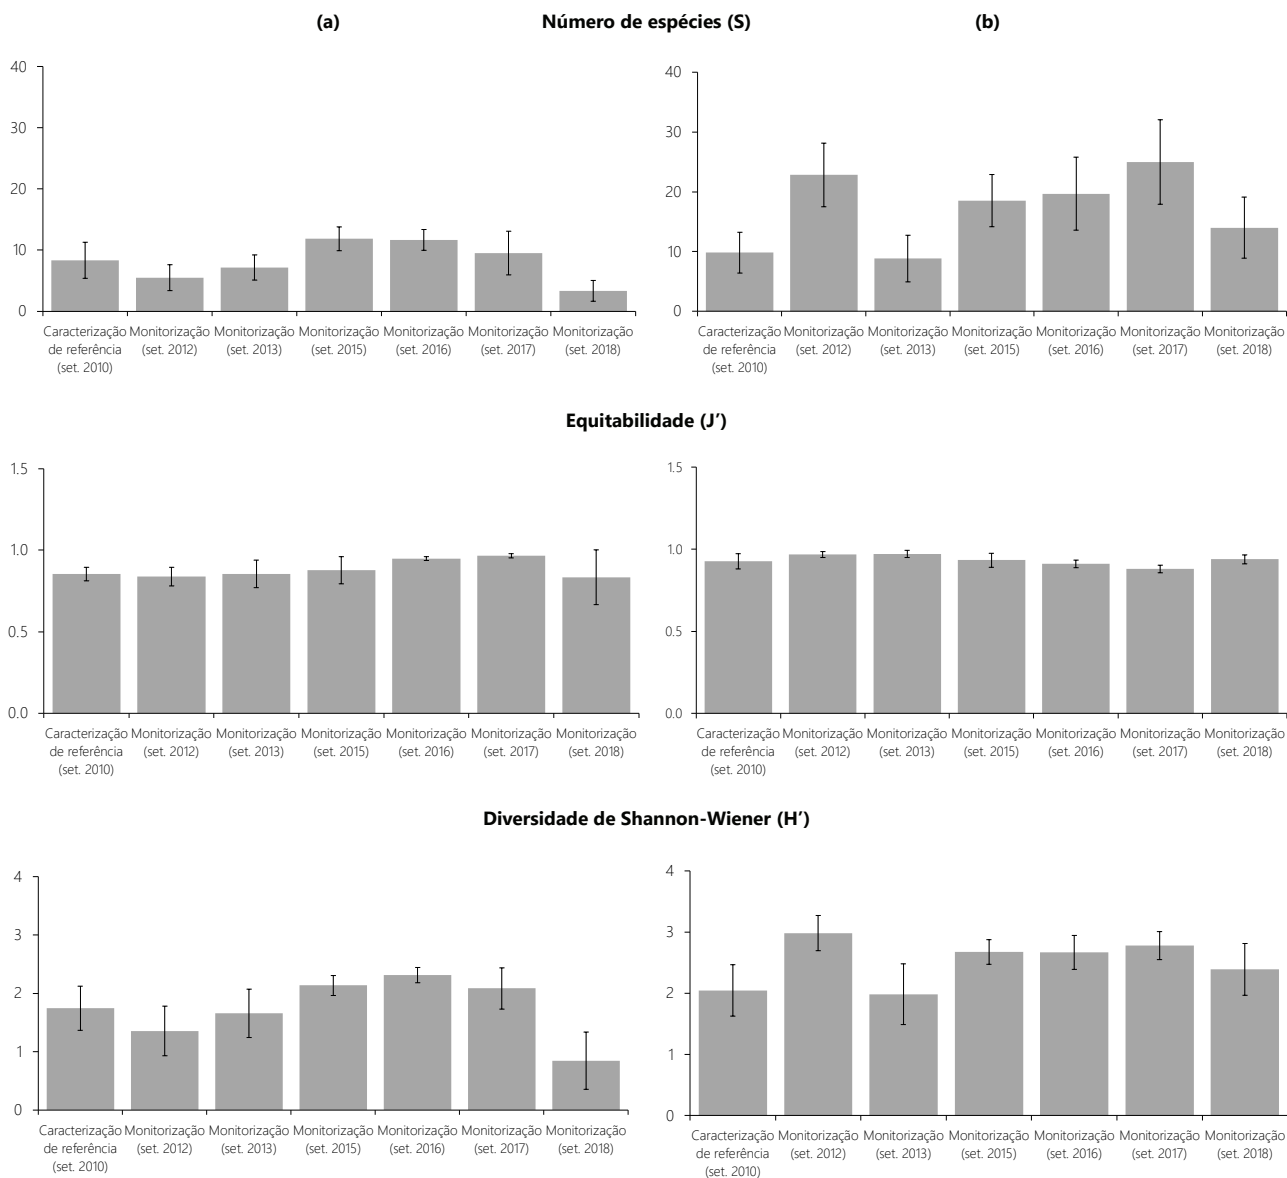 (a)
Número de espécies (S)
(b)
40
30
20
10
0
Caracterização de referência (set. 2010)
Monitorização (set. 2012)
Monitorização (set. 2013)
Monitorização (set. 2015)
Monitorização (set. 2016)
Monitorização (set. 2017)
Monitorização (set. 2018)
40
30
20
10
0
Caracterização de referência (set. 2010)
Monitorização (set. 2012)
Monitorização (set. 2013)
Monitorização (set. 2015)
Monitorização (set. 2016)
Monitorização (set. 2017)
Monitorização (set. 2018)
Equitabilidade (J’)
1.5
1.0
0.5
0.0
Caracterização de referência (set. 2010)
Monitorização (set. 2012)
Monitorização (set. 2013)
Monitorização (set. 2015)
Monitorização (set. 2016)
Monitorização (set. 2017)
Monitorização (set. 2018)
1.5
1.0
0.5
0.0
Caracterização de referência (set. 2010)
Monitorização (set. 2012)
Monitorização (set. 2013)
Monitorização (set. 2015)
Monitorização (set. 2016)
Monitorização (set. 2017)
Monitorização (set. 2018)
Diversidade de Shannon-Wiener (H’)
4
3
2
1
0
Caracterização de referência (set. 2010)
Monitorização (set. 2012)
Monitorização (set. 2013)
Monitorização (set. 2015)
Monitorização (set. 2016)
Monitorização (set. 2017)
Monitorização (set. 2018)
4
3
2
1
0
Caracterização de referência (set. 2010)
Monitorização (set. 2012)
Monitorização (set. 2013)
Monitorização (set. 2015)
Monitorização (set. 2016)
Monitorização (set. 2017)
Monitorização (set. 2018)